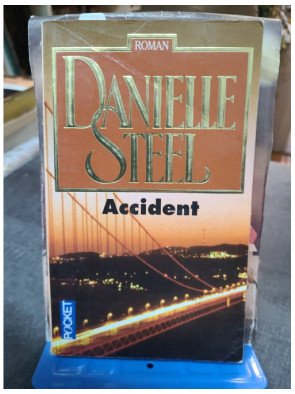 ROMAN
DANIELLE
STEEL
Accident
POCKET